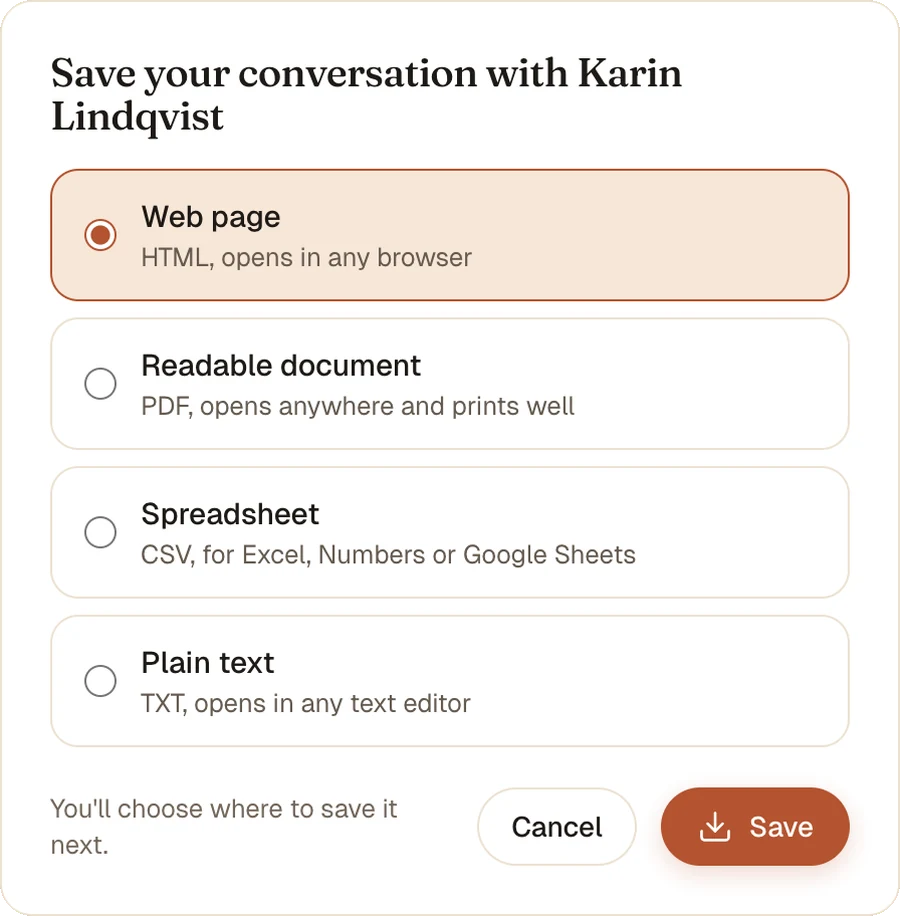 Save your conversation with Karin
Lindqvist
Web page
HTML, opens in any browser
Readable document
PDF, opens anywhere and prints well
Spreadsheet
CSV, for Excel, Numbers or Google Sheets
Plain text
TXT, opens in any text editor
You'll choose where to save it
next.
Cancel
Save